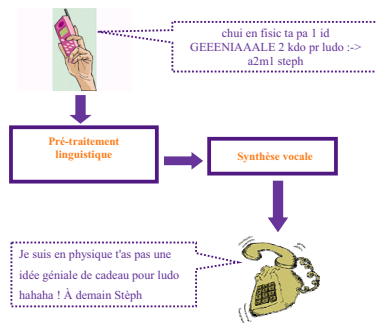 chui en fisic ta pa 1 id
GEEENIAAALE 2 kdo pr ludo :->
a2m1 steph
Pré-traitement
linguistique
Synthèse vocale
Je suis en physique t'as pas une
idée géniale de cadeau pour ludo
hahaha ! À demain Stèph